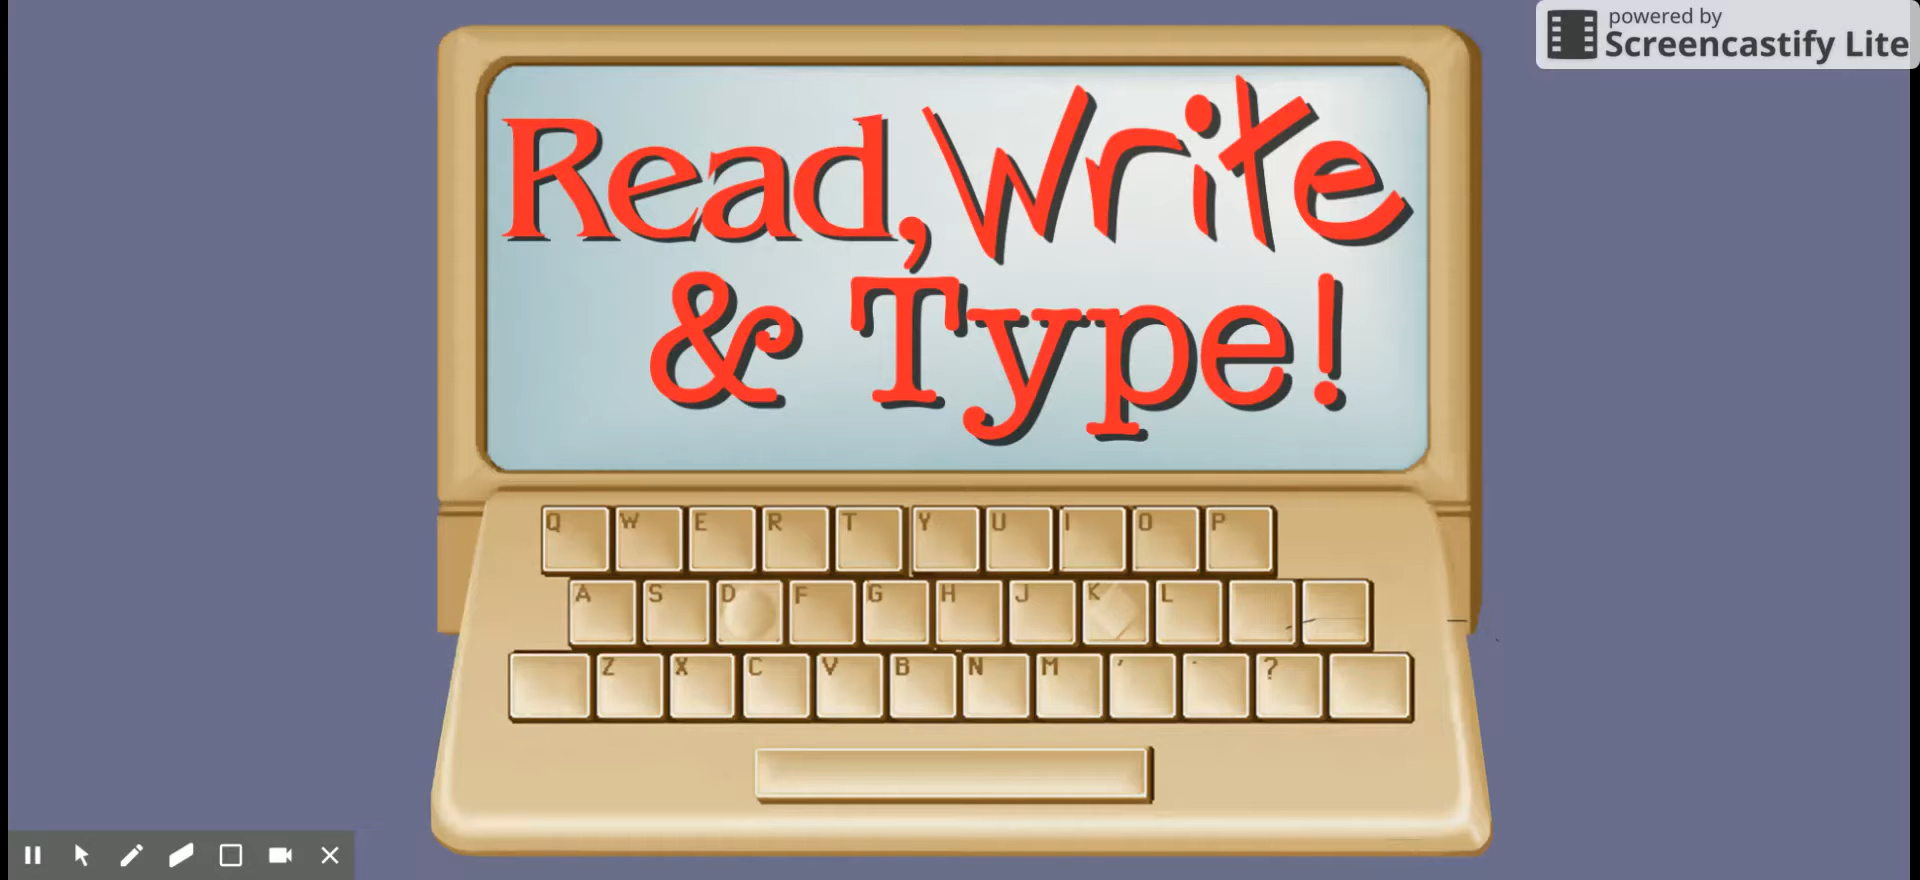 powered by
Screencastify Lite
Read, Write
& Type!
Q W E R T Y U I O P
A S D F G H J K L
Z X C V B N M ' . ?